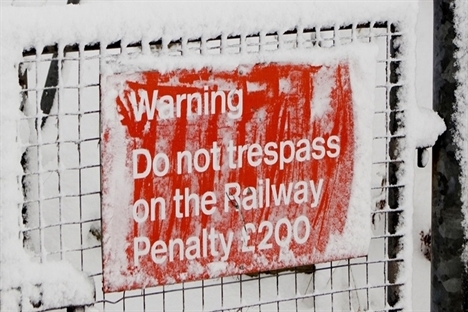 Warning
Do not trespass
on the Railway
Penalty £200